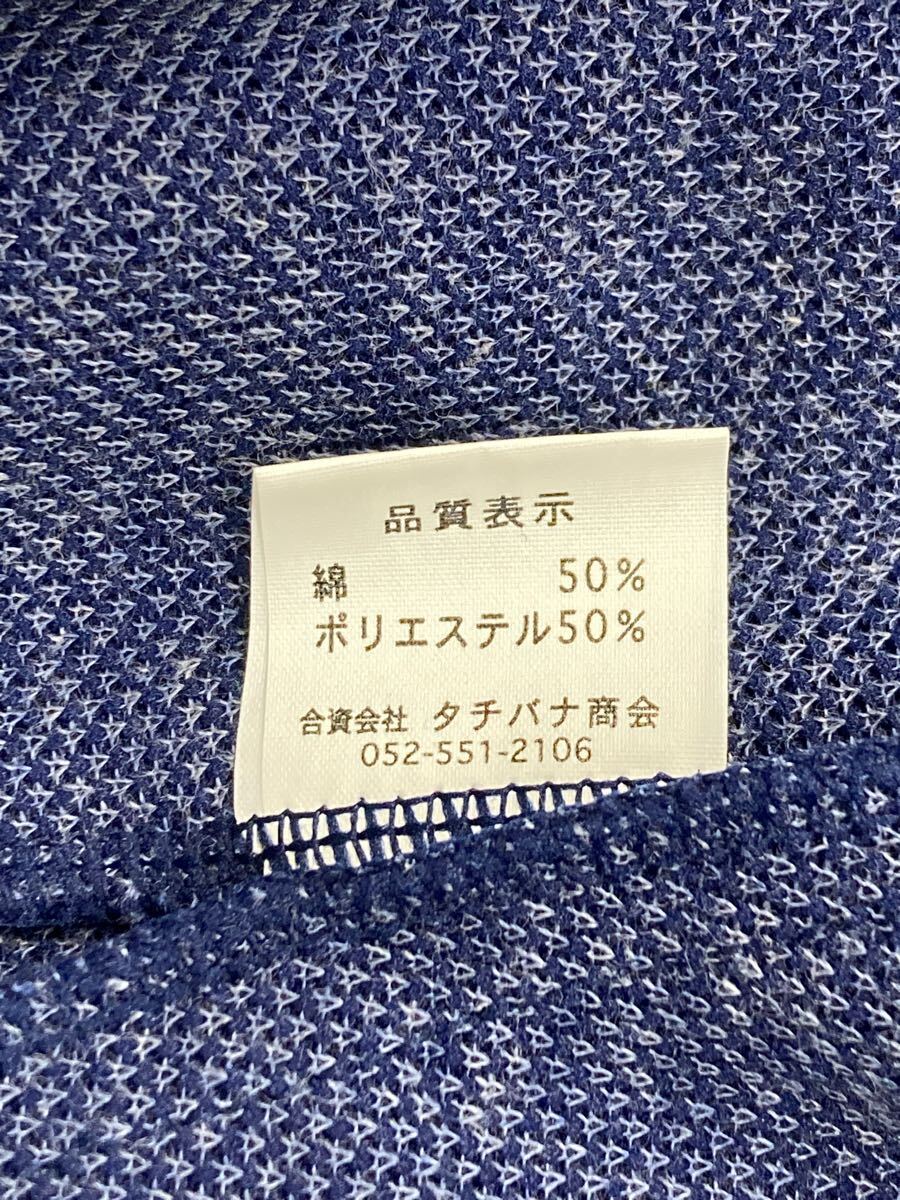 品質表示
綿 50%
ポリエステル50%
合資会社 タチバナ商会
052-551-2106